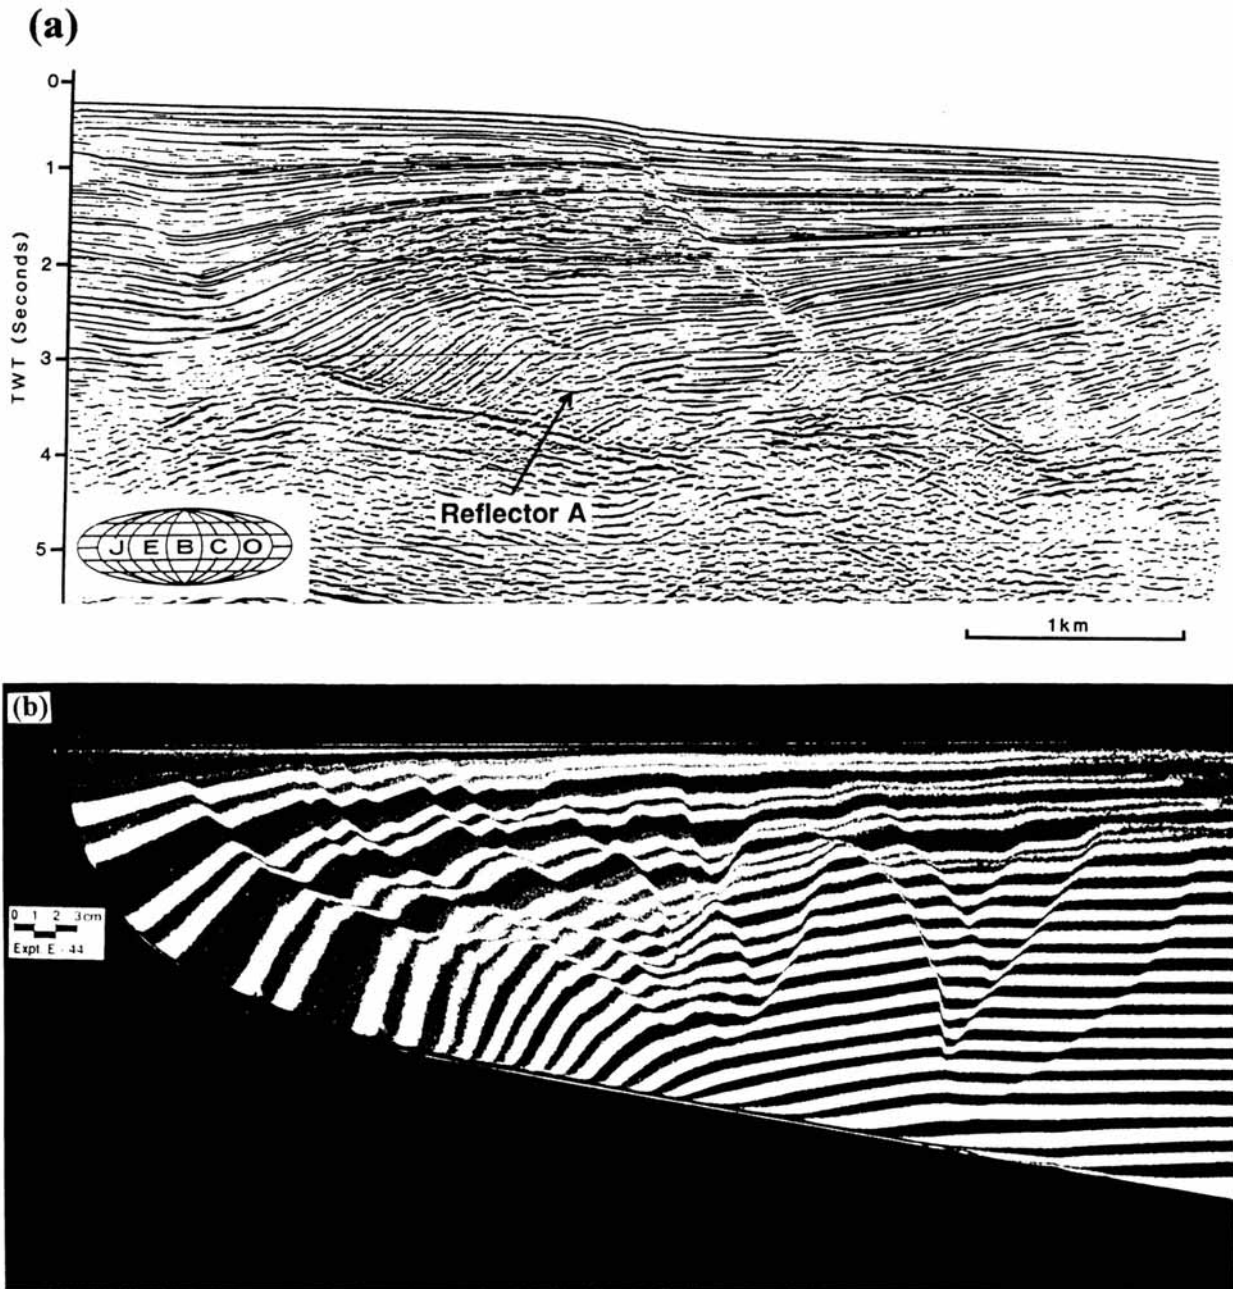 (a)
0
1
2
3
4
5
TWT (Seconds)
Reflector A
JEBCO
1km
(b)
0 1 2 3cm
Expt E-44